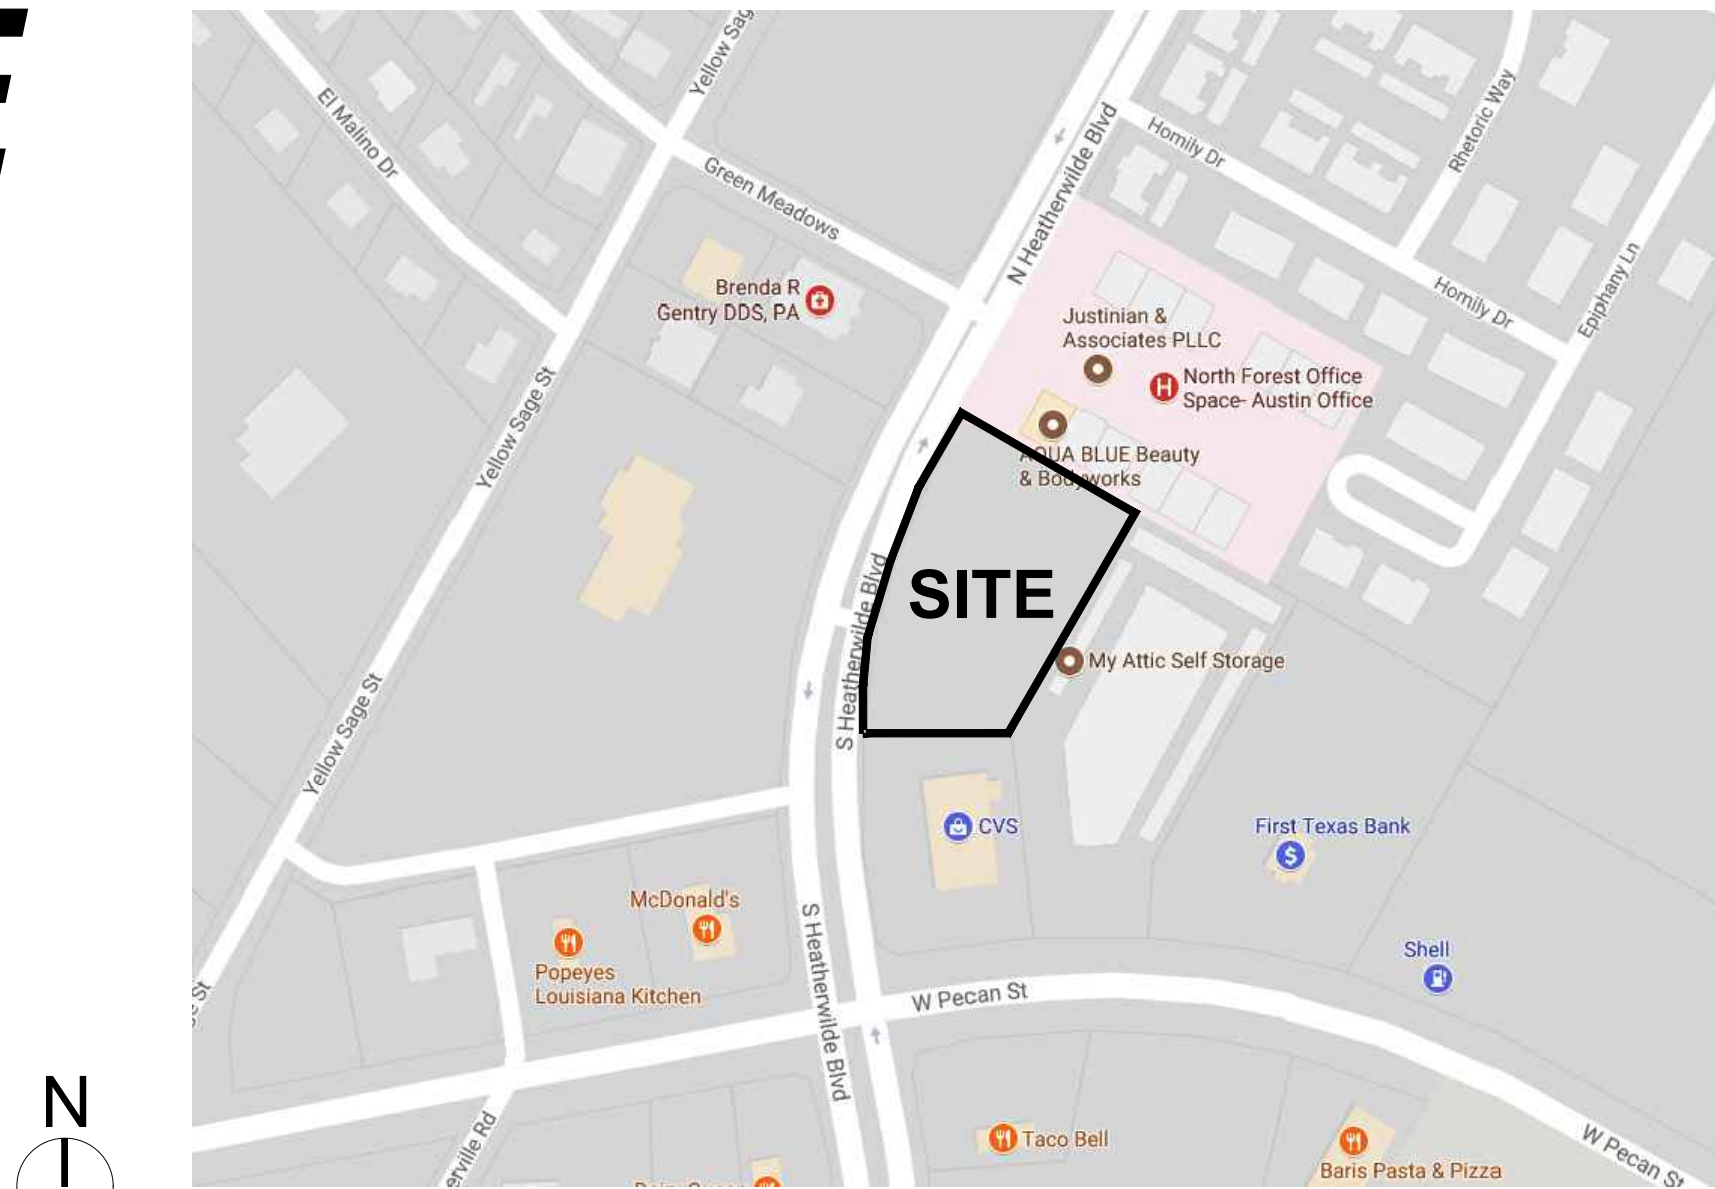 Yellow Sag
El Malino Dr
Green Meadows
N Heatherwilde Blvd
Homily Dr
Rhetoric Way
Epiphany Ln
Homily Dr
Brenda R
Gentry DDS, PA
Justinian &
Associates PLLC
North Forest Office
Space- Austin Office
AQUA BLUE Beauty
& Bodyworks
Yellow Sage St
SITE
S Heatherwilde Blvd
My Attic Self Storage
Yellow Sage St
CVS
First Texas Bank
McDonald's
Popeyes
Louisiana Kitchen
S Heatherwilde Blvd
Shell
W Pecan St
St
N
erville Rd
Taco Bell
Baris Pasta & Pizza
W Pecan St